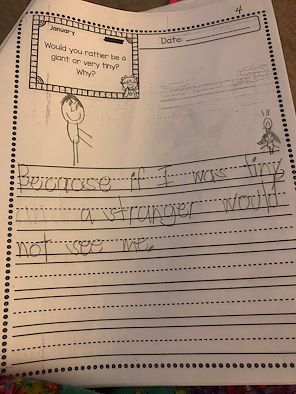 4
January
Would you rather be a
giant or very tiny?
Why?
Date:
Because if I was tiny
a stranger would
not see me.